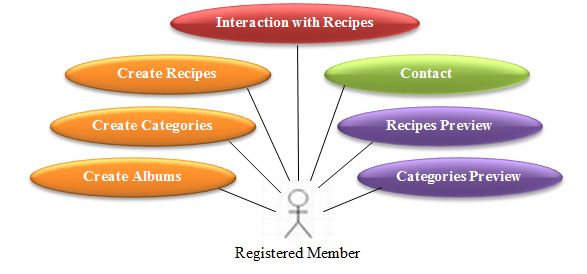 Interaction with Recipes
Create Recipes
Contact
Create Categories
Recipes Preview
Create Albums
Categories Preview
Registered Member